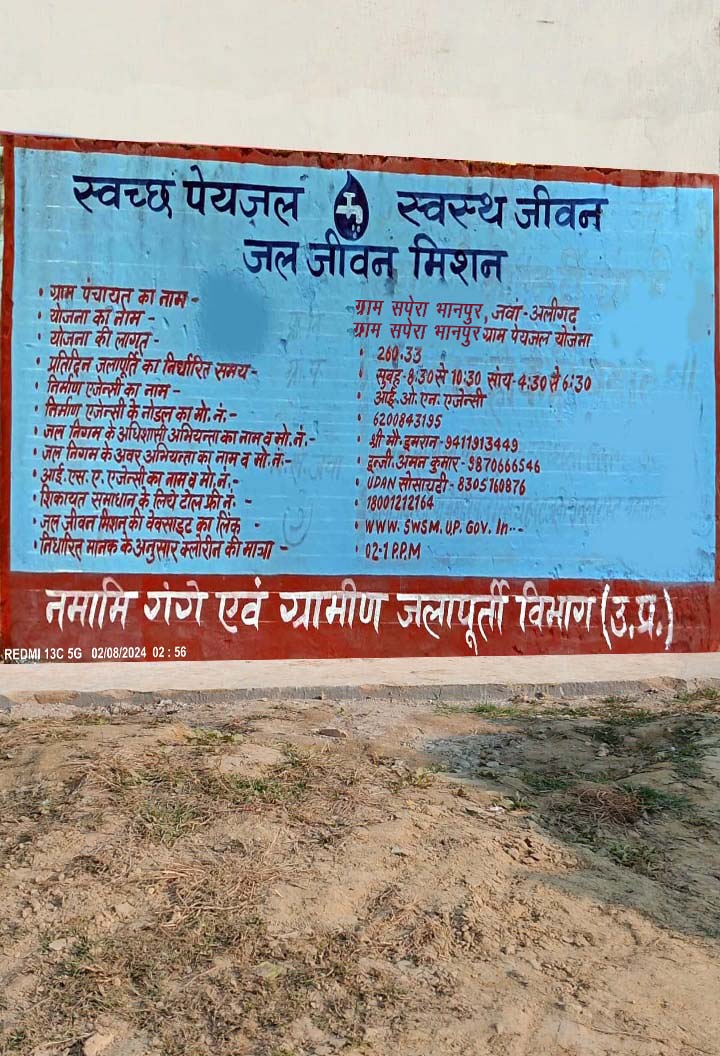 स्वच्छ पेयजल स्वस्थ जीवन
जल जीवन मिशन
• ग्राम पंचायत का नाम - ग्राम सपेरा भानपुर, जवां-अलीगढ
• योजना का नाम - ग्राम सपेरा भानपुर ग्राम पेयजल योजना
• योजना की लागत - • 260.33
• प्रतिदिन जलापूर्ति का निर्धारित समय - • सुबह-8:30 से 10:30 सांय-4:30 से 6:30
• निर्माण एजेन्सी का नाम - • आई.ओ.एन. एजेन्सी
• निर्माण एजेन्सी के नोडल का मो. नं:- • 6200843195
• जल निगम के अधिशासी अभियन्ता का नाम व मो. नं:- • श्री मौ. इमरान-9411913449
• जल निगम के अवर अभियन्ता का नाम व मो. नं:- • इन्जी. अमन कुमार-9870666546
• आई.एस.ए. एजेन्सी का नाम व मो. नं:- • UDAN सोसायटी-8305160876
• शिकायत समाधान के लिये टोल फ्री नं:- • 18001212164
• जल जीवन मिशन की वेबसाइट का लिंक - • WWW. SWSM.UP.GOV.In--
• निर्धारित मानक के अनुसार क्लोरीन की मात्रा - • 02-1 P.P.M
नमामि गंगे एवं ग्रामीण जलापूर्ती विभाग (उ.प्र.)
REDMI 13C 5G 02/08/2024 02 : 56